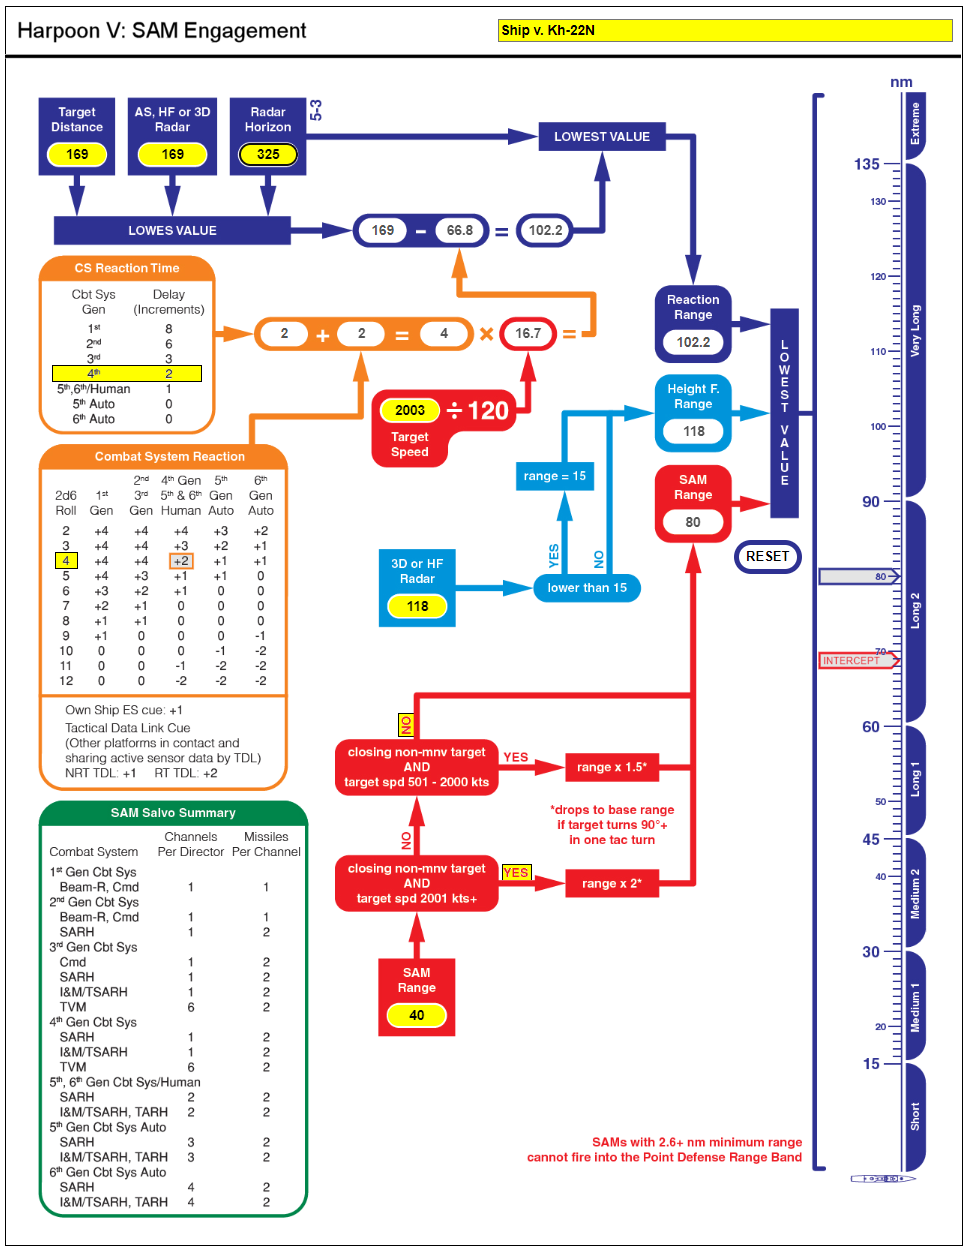 Harpoon V: SAM Engagement
Ship v. Kh-22N
Target
Distance
169
AS, HF or 3D
Radar
169
Radar
Horizon
325
5-3
LOWEST VALUE
LOWES VALUE
169 - 66.8 = 102.2
CS Reaction Time
Cbt Sys Delay
Gen (Increments)
1st 8
2nd 6
3rd 3
4th 2
5th,6th/Human 1
5th Auto 0
6th Auto 0
2 + 2 = 4 × 16.7 =
2003 ÷ 120
Target
Speed
Reaction
Range
102.2
Height F.
Range
118
SAM
Range
80
LOWEST VALUE
RESET
Combat System Reaction
2nd 4th Gen 5th 6th
2d6 1st 3rd 5th & 6th Gen Gen
Roll Gen Gen Human Auto Auto
2 +4 +4 +4 +3 +2
3 +4 +4 +3 +2 +1
4 +4 +4 +2 +1 +1
5 +4 +3 +1 +1 0
6 +3 +2 +1 0 0
7 +2 +1 0 0 0
8 +1 +1 0 0 0
9 +1 0 0 0 -1
10 0 0 0 -1 -2
11 0 0 -1 -2 -2
12 0 0 -2 -2 -2
Own Ship ES cue: +1
Tactical Data Link Cue
(Other platforms in contact and
sharing active sensor data by TDL)
NRT TDL: +1 RT TDL: +2
range = 15
YES
NO
3D or HF
Radar
118
lower than 15
NO
closing non-mnv target
AND
target spd 501 - 2000 kts
YES
range x 1.5*
*drops to base range
if target turns 90°+
in one tac turn
NO
closing non-mnv target
AND
target spd 2001 kts+
YES
range x 2*
SAM
Range
40
SAM Salvo Summary
Channels Missiles
Combat System Per Director Per Channel
1st Gen Cbt Sys
Beam-R, Cmd 1 1
2nd Gen Cbt Sys
Beam-R, Cmd 1 1
SARH 1 2
3rd Gen Cbt Sys
Cmd 1 2
SARH 1 2
I&M/TSARH 1 2
TVM 6 2
4th Gen Cbt Sys
SARH 1 2
I&M/TSARH 1 2
TVM 6 2
5th, 6th Gen Cbt Sys/Human
SARH 2 2
I&M/TSARH, TARH 2 2
5th Gen Cbt Sys Auto
SARH 3 2
I&M/TSARH, TARH 3 2
6th Gen Cbt Sys Auto
SARH 4 2
I&M/TSARH, TARH 4 2
SAMs with 2.6+ nm minimum range
cannot fire into the Point Defense Range Band
nm
Extreme
135
130
120
Very Long
110
100
90
80
Long 2
70
INTERCEPT
60
Long 1
50
45
40
Medium 2
30
Medium 1
20
15
Short